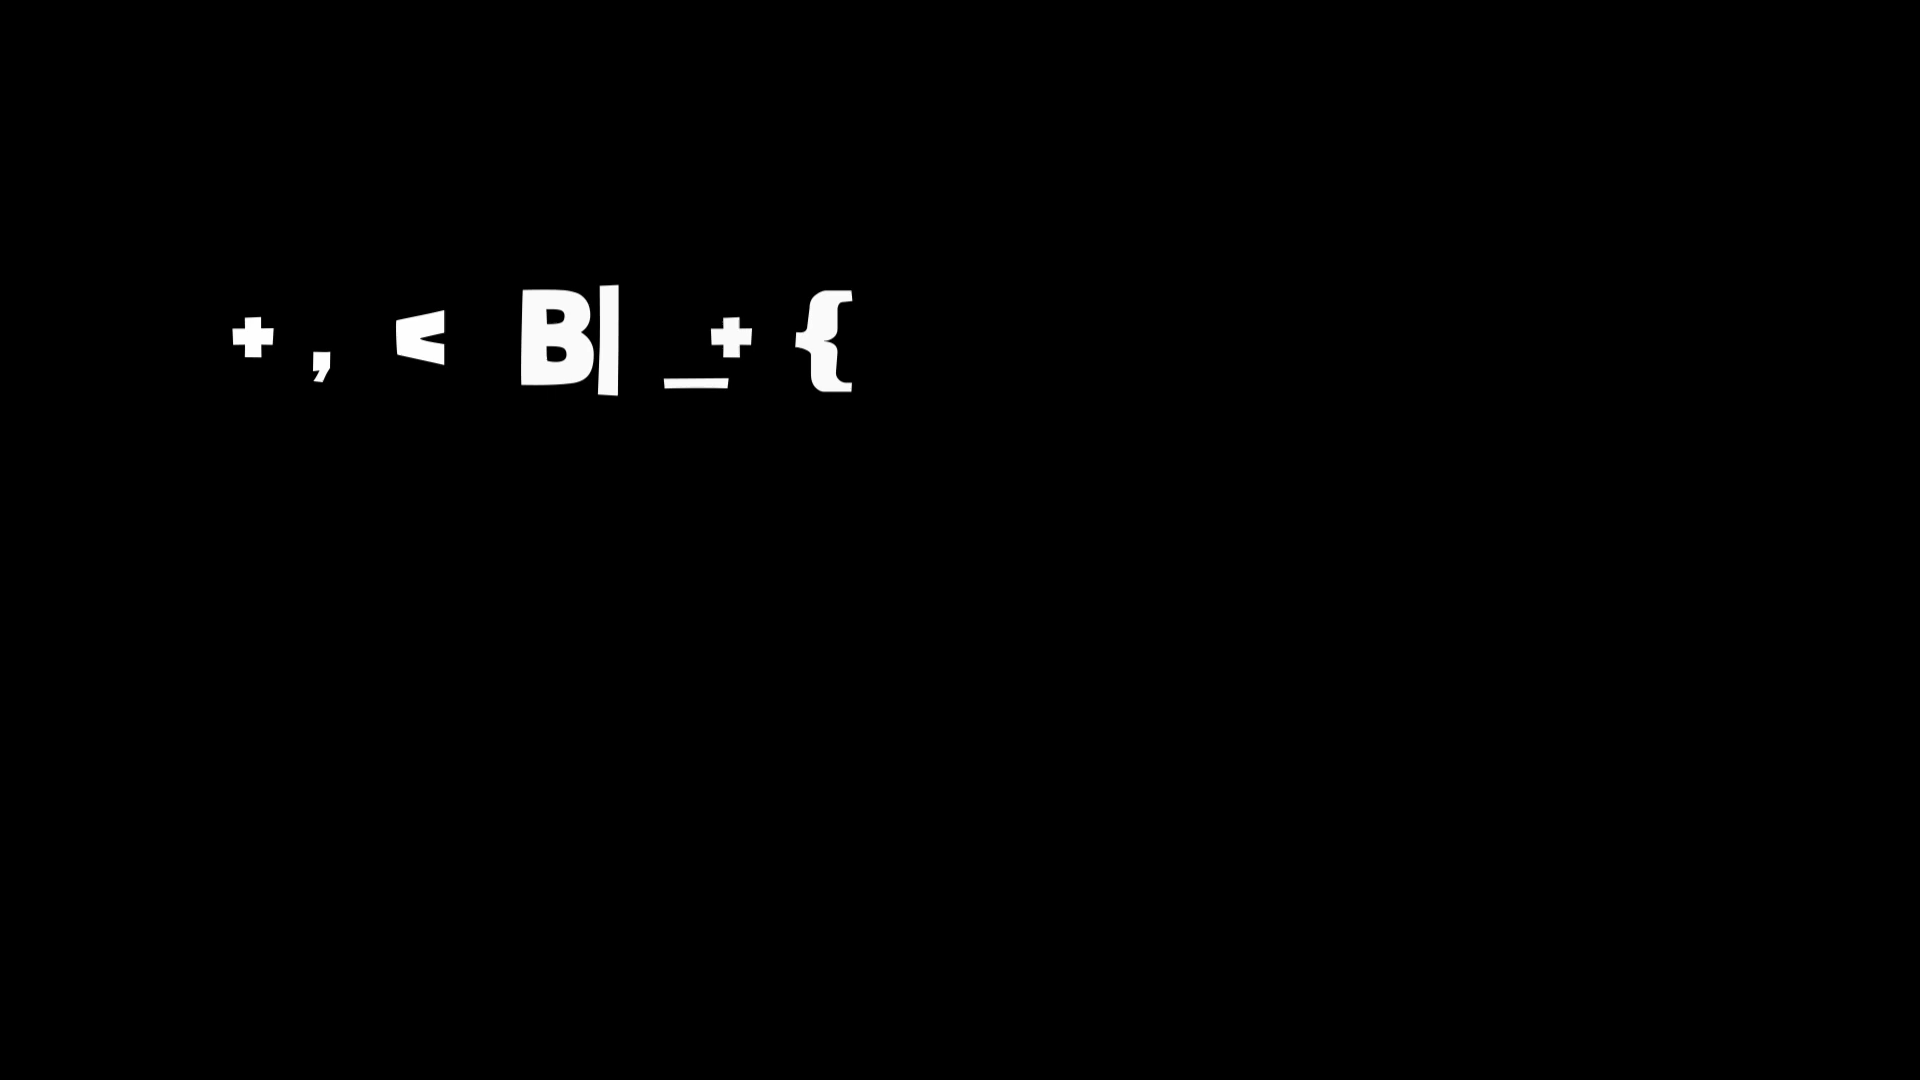 + , < B| _+ {